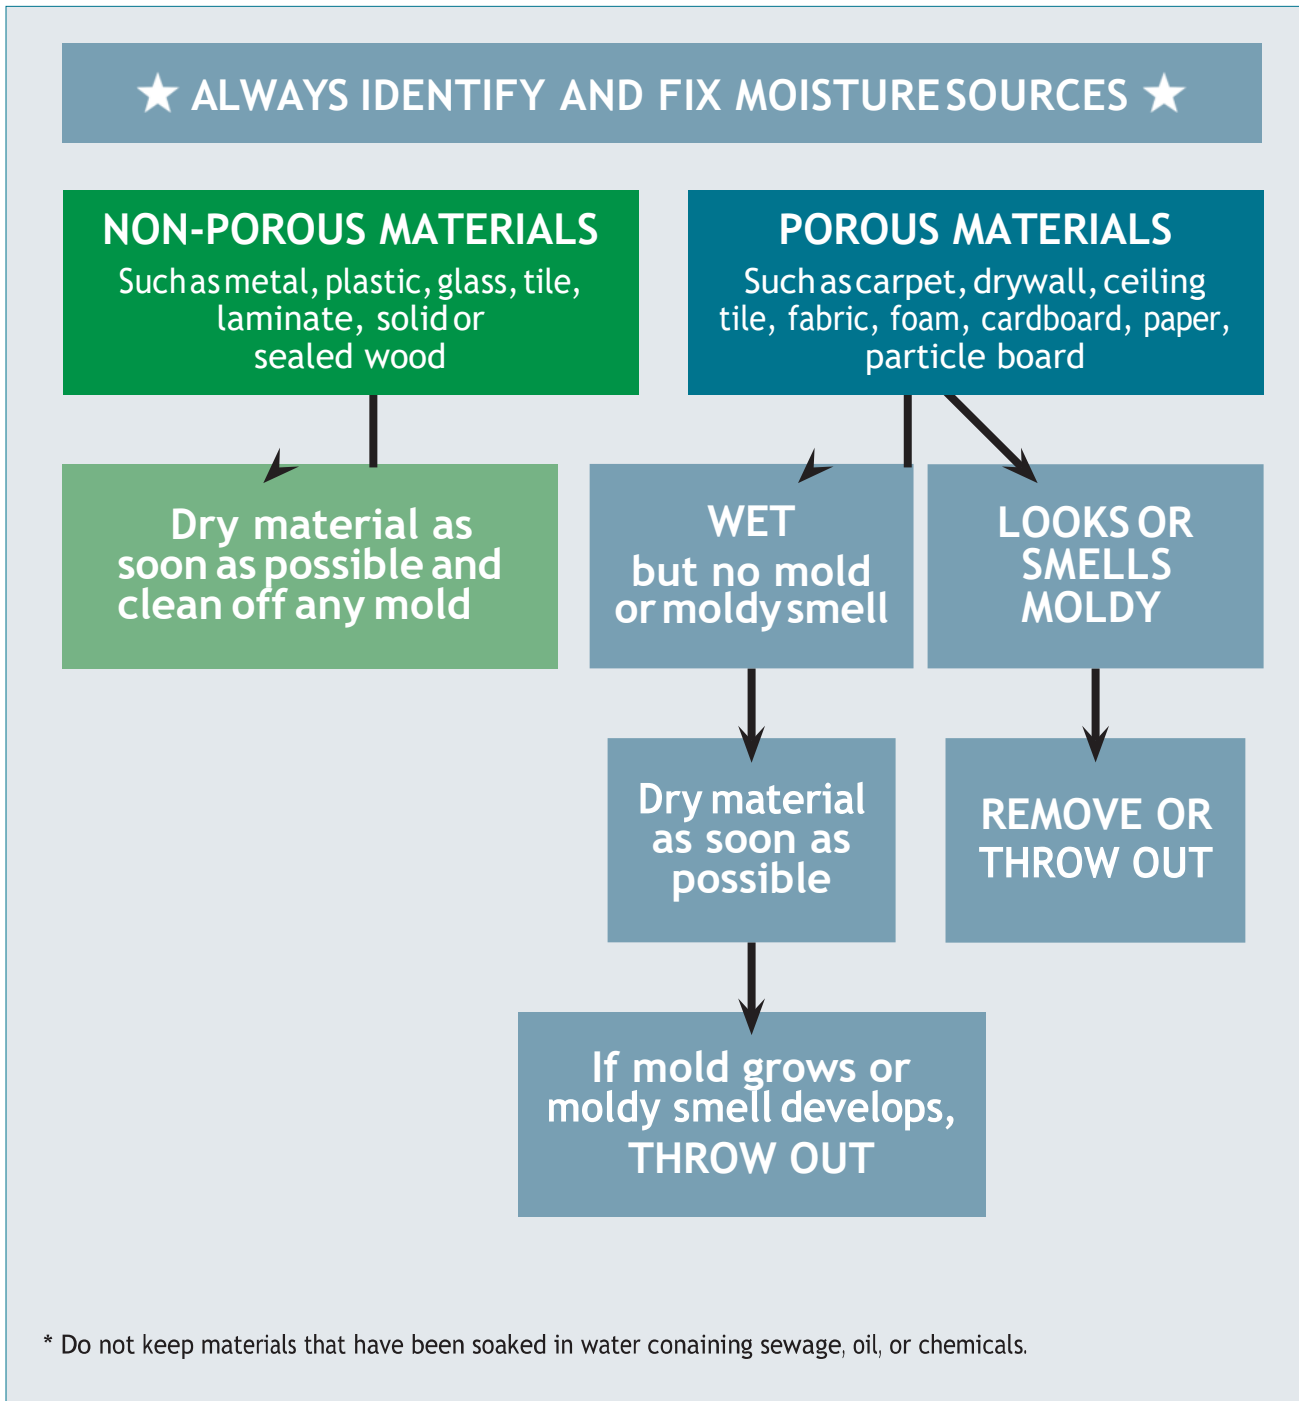 ★ ALWAYS IDENTIFY AND FIX MOISTURE SOURCES ★
NON-POROUS MATERIALS
Such as metal, plastic, glass, tile,
laminate, solid or
sealed wood
POROUS MATERIALS
Such as carpet, drywall, ceiling
tile, fabric, foam, cardboard, paper,
particle board
Dry material as
soon as possible and
clean off any mold
WET
but no mold
or moldy smell
LOOKS OR
SMELLS
MOLDY
Dry material
as soon as
possible
REMOVE OR
THROW OUT
If mold grows or
moldy smell develops,
THROW OUT
* Do not keep materials that have been soaked in water conaining sewage, oil, or chemicals.